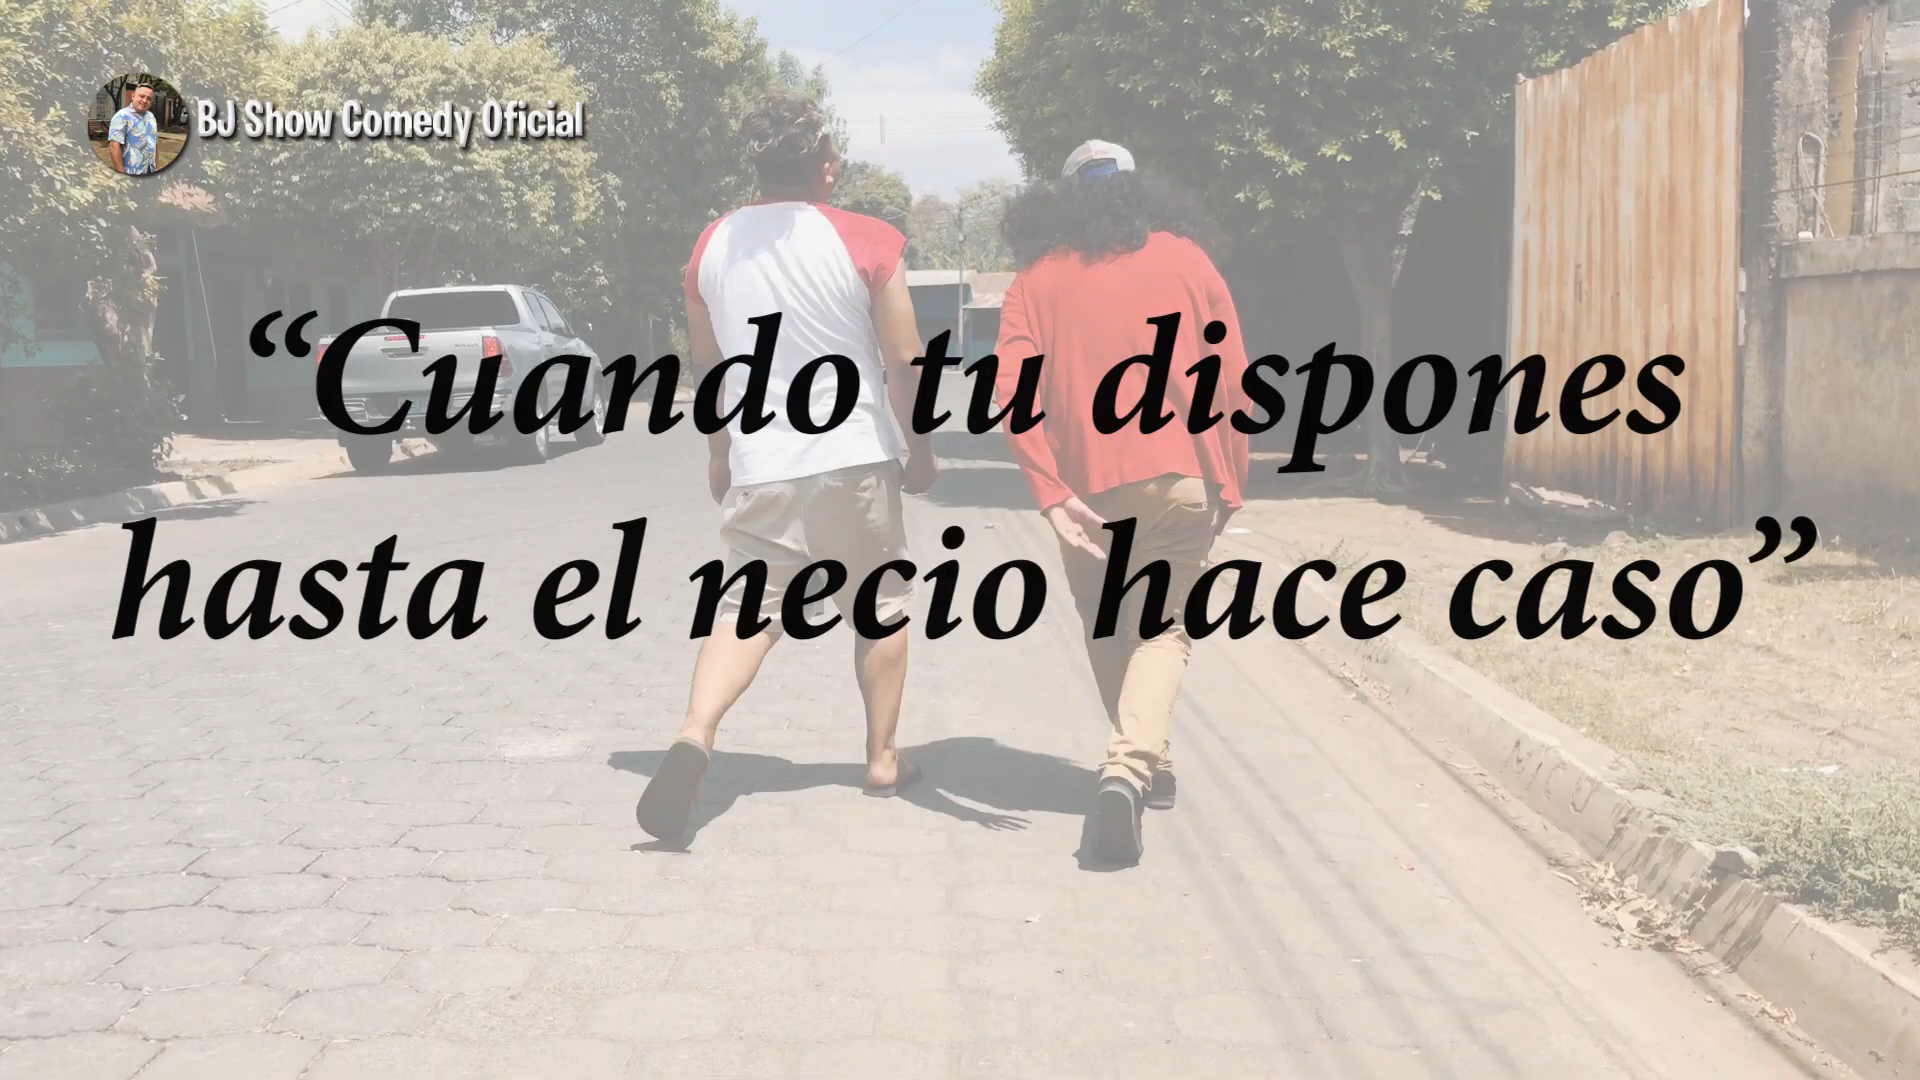 BJ Show Comedy Oficial
“Cuando tu dispones
hasta el necio hace caso”